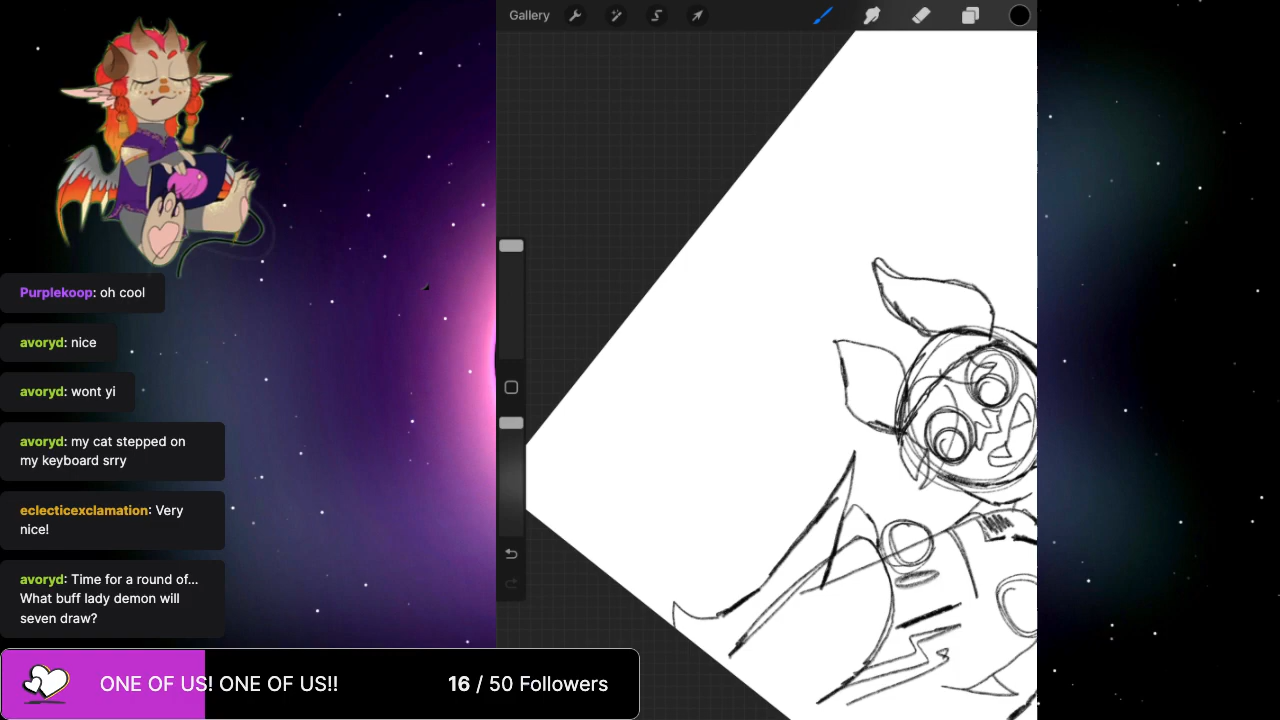 Gallery
Purplekoop: oh cool
avoryd: nice
avoryd: wont yi
avoryd: my cat stepped on
my keyboard srry
eclecticexclamation: Very
nice!
avoryd: Time for a round of...
What buff lady demon will
seven draw?
ONE OF US! ONE OF US!!
16 / 50 Followers